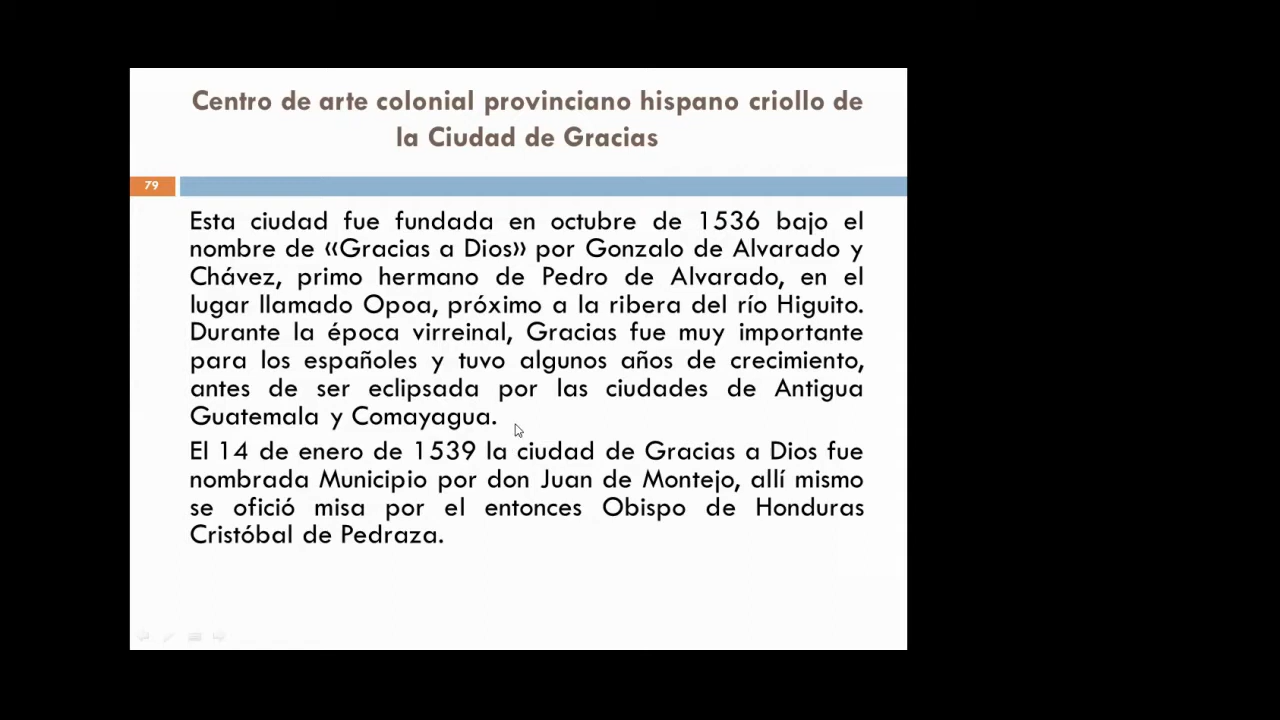 Centro de arte colonial provinciano hispano criollo de
la Ciudad de Gracias
79
Esta ciudad fue fundada en octubre de 1536 bajo el
nombre de «Gracias a Dios» por Gonzalo de Alvarado y
Chávez, primo hermano de Pedro de Alvarado, en el
lugar llamado Opoa, próximo a la ribera del río Higuito.
Durante la época virreinal, Gracias fue muy importante
para los españoles y tuvo algunos años de crecimiento,
antes de ser eclipsada por las ciudades de Antigua
Guatemala y Comayagua.
El 14 de enero de 1539 la ciudad de Gracias a Dios fue
nombrada Municipio por don Juan de Montejo, allí mismo
se ofició misa por el entonces Obispo de Honduras
Cristóbal de Pedraza.